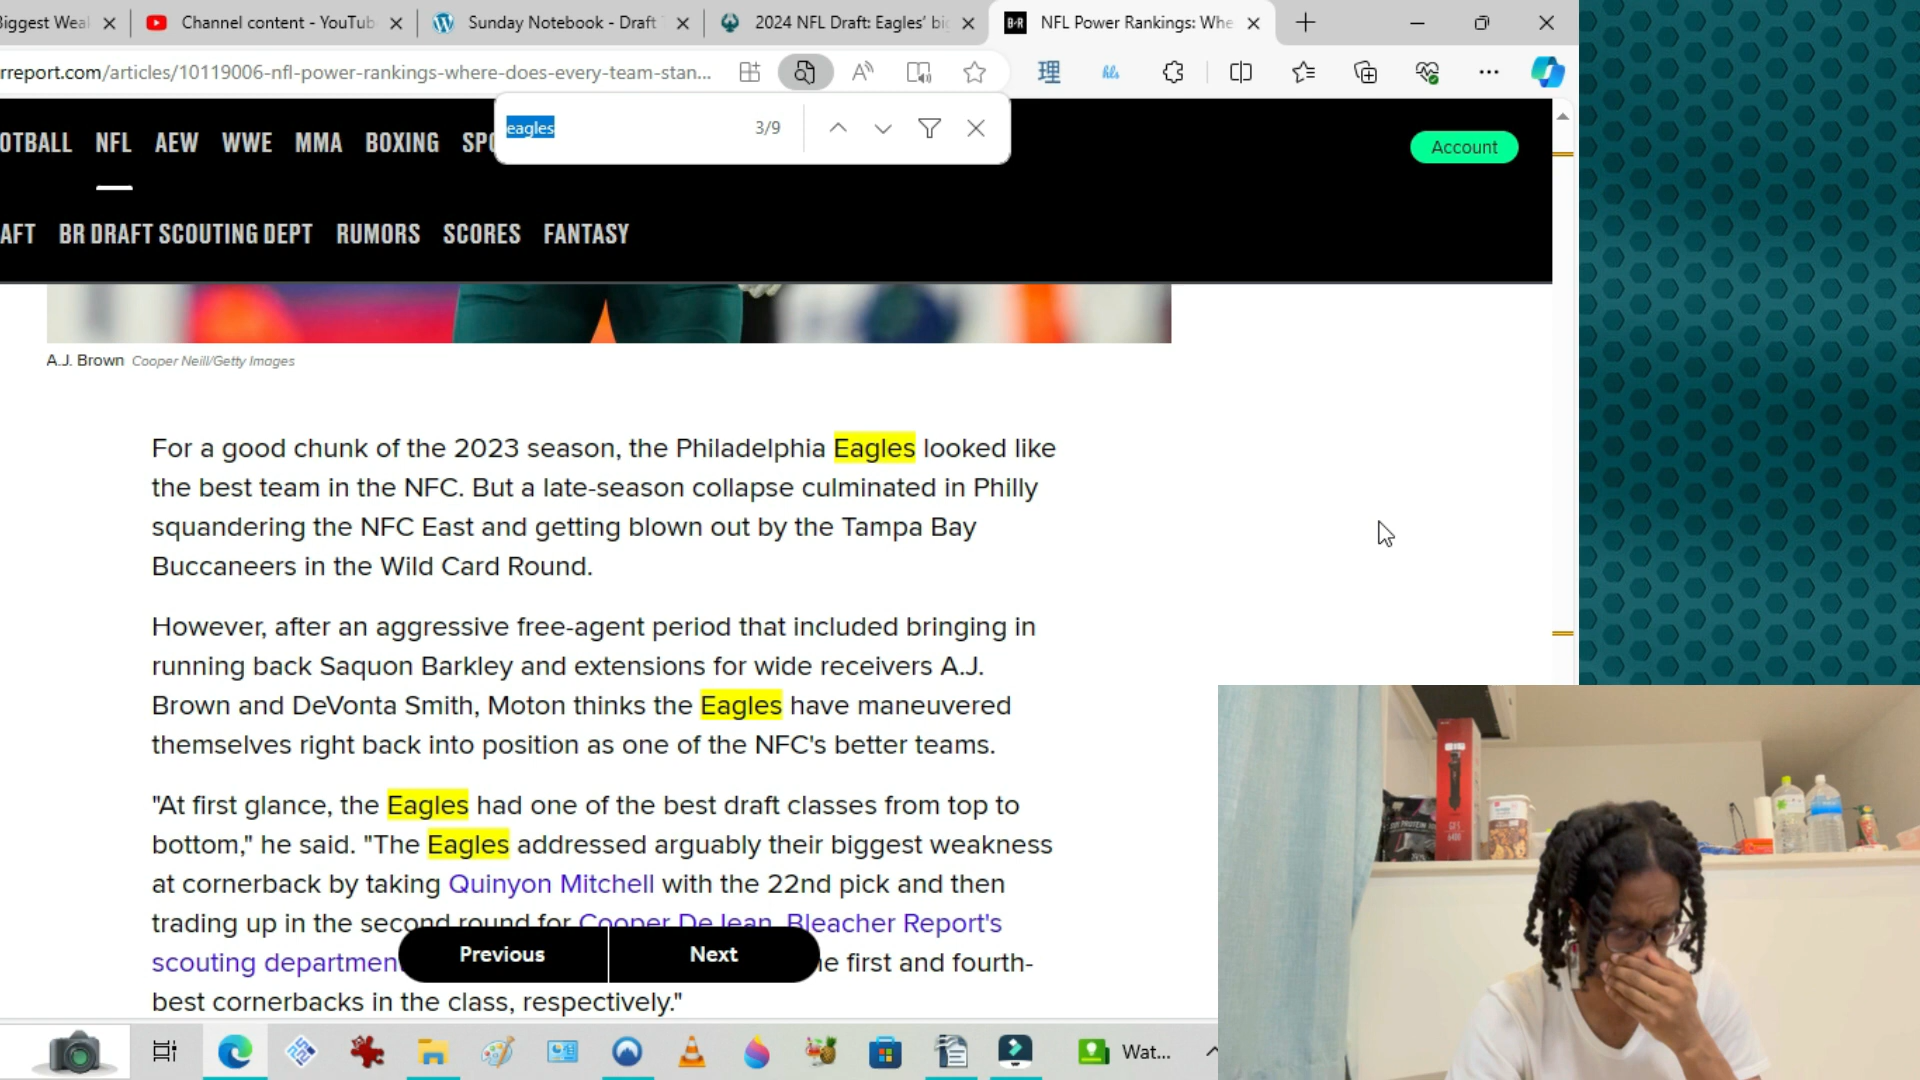 Biggest Weak
Channel content - YouTub
Sunday Notebook - Draft
2024 NFL Draft: Eagles' bi
B/R
NFL Power Rankings: Whe
rreport.com/articles/10119006-nfl-power-rankings-where-does-every-team-stan...
理
hls
eagles
3/9
OTBALL NFL AEW WWE MMA BOXING SPO
Account
AFT BR DRAFT SCOUTING DEPT RUMORS SCORES FANTASY
A.J. Brown Cooper Neill/Getty Images
For a good chunk of the 2023 season, the Philadelphia Eagles looked like
the best team in the NFC. But a late-season collapse culminated in Philly
squandering the NFC East and getting blown out by the Tampa Bay
Buccaneers in the Wild Card Round.
However, after an aggressive free-agent period that included bringing in
running back Saquon Barkley and extensions for wide receivers A.J.
Brown and DeVonta Smith, Moton thinks the Eagles have maneuvered
themselves right back into position as one of the NFC's better teams.
"At first glance, the Eagles had one of the best draft classes from top to
bottom," he said. "The Eagles addressed arguably their biggest weakness
at cornerback by taking Quinyon Mitchell with the 22nd pick and then
trading up in the second round for Cooper DeJean. Bleacher Report's
scouting departmen he first and fourth-
Previous Next
best cornerbacks in the class, respectively."
Wat...